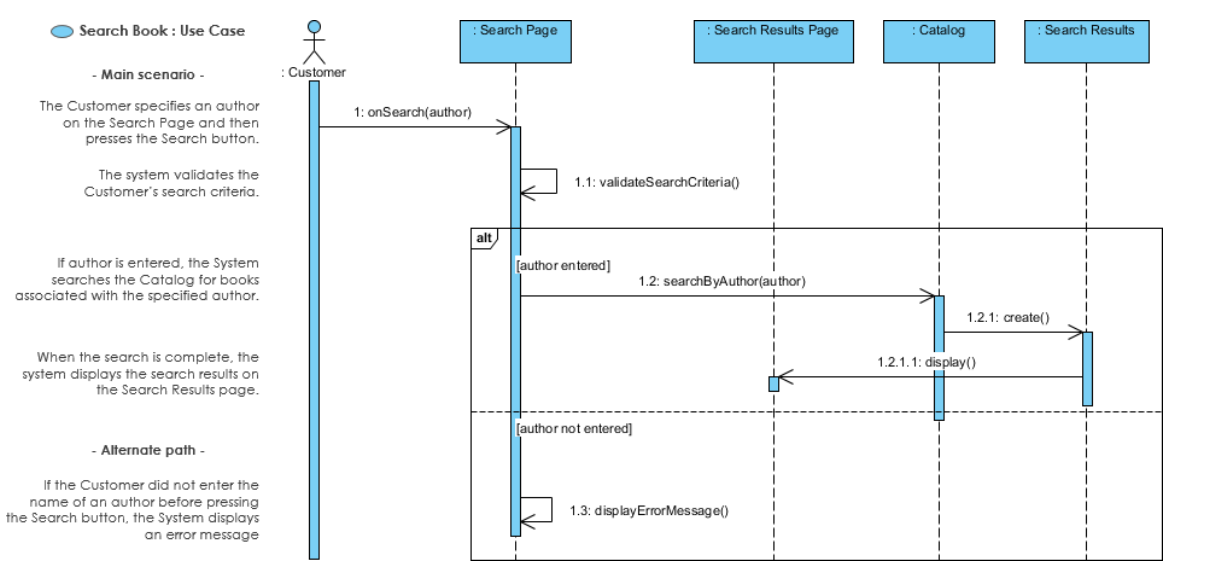 Search Book : Use Case
- Main scenario -
The Customer specifies an author
on the Search Page and then
presses the Search button.
The system validates the
Customer's search criteria.
If author is entered, the System
searches the Catalog for books
associated with the specified author.
When the search is complete, the
system displays the search results on
the Search Results page.
- Alternate path -
If the Customer did not enter the
name of an author before pressing
the Search button, the System displays
an error message
: Customer
: Search Page
: Search Results Page
: Catalog
: Search Results
1: onSearch(author)
1.1: validateSearchCriteria()
alt
[author entered]
1.2: searchByAuthor(author)
1.2.1: create()
1.2.1.1: display()
[author not entered]
1.3: displayErrorMessage()